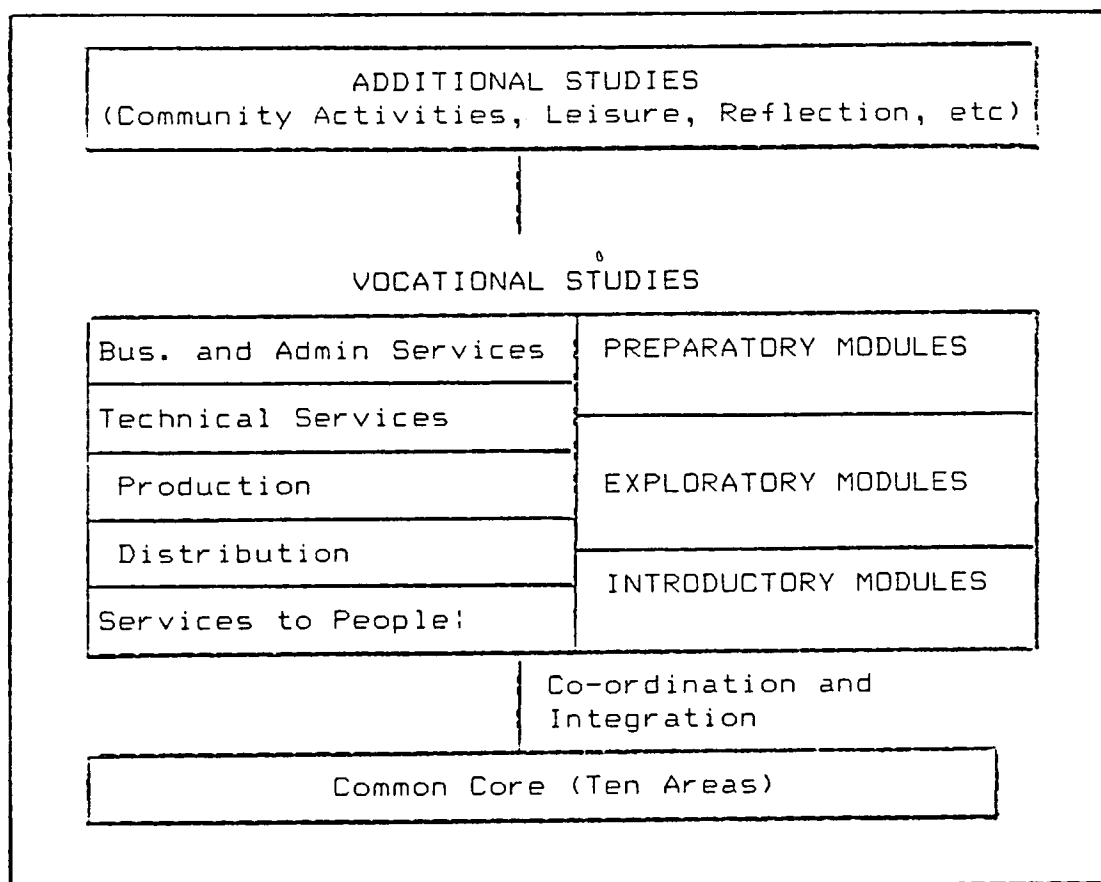 ADDITIONAL STUDIES
(Community Activities, Leisure, Reflection, etc)
VOCATIONAL STUDIES
Bus. and Admin Services
Technical Services
Production
Distribution
Services to People
PREPARATORY MODULES
EXPLORATORY MODULES
INTRODUCTORY MODULES
Co-ordination and
Integration
Common Core (Ten Areas)